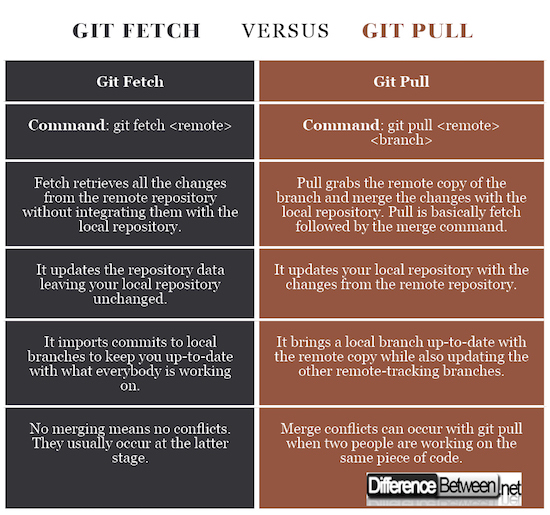 GIT FETCH VERSUS GIT PULL
Git Fetch
Git Pull
Command: git fetch <remote>
Command: git pull <remote>
<branch>
Fetch retrieves all the changes
from the remote repository
without integrating them with the
local repository.
Pull grabs the remote copy of the
branch and merge the changes with the
local repository. Pull is basically fetch
followed by the merge command.
It updates the repository data
leaving your local repository
unchanged.
It updates your local repository with the
changes from the remote repository.
It imports commits to local
branches to keep you up-to-date
with what everybody is working
on.
It brings a local branch up-to-date with
the remote copy while also updating the
other remote-tracking branches.
No merging means no conflicts.
They usually occur at the latter
stage.
Merge conflicts can occur with git pull
when two people are working on the
same piece of code.
DifferenceBetween.net